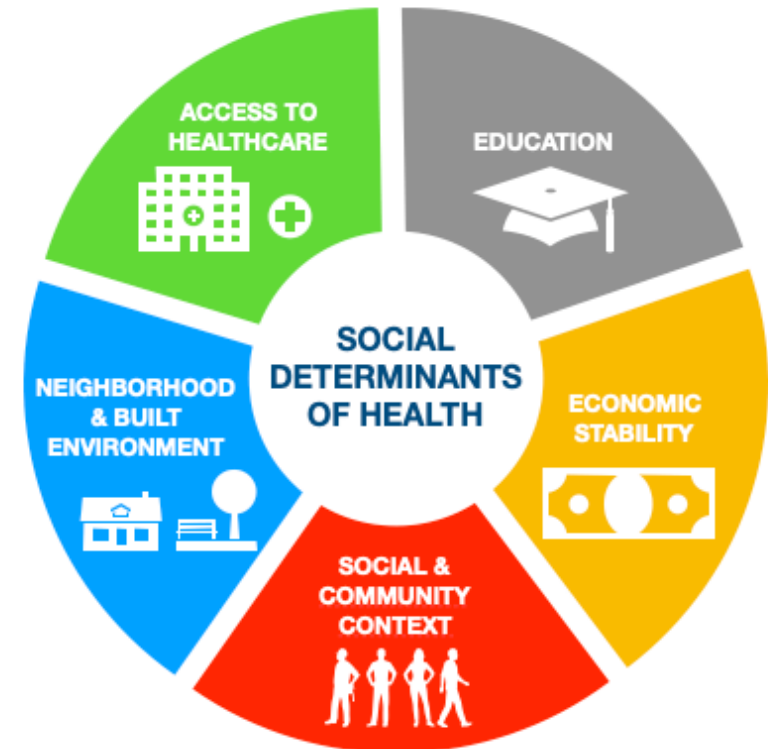 ACCESS TO
HEALTHCARE
EDUCATION
SOCIAL
DETERMINANTS
OF HEALTH
NEIGHBORHOOD
& BUILT
ENVIRONMENT
ECONOMIC
STABILITY
SOCIAL &
COMMUNITY
CONTEXT